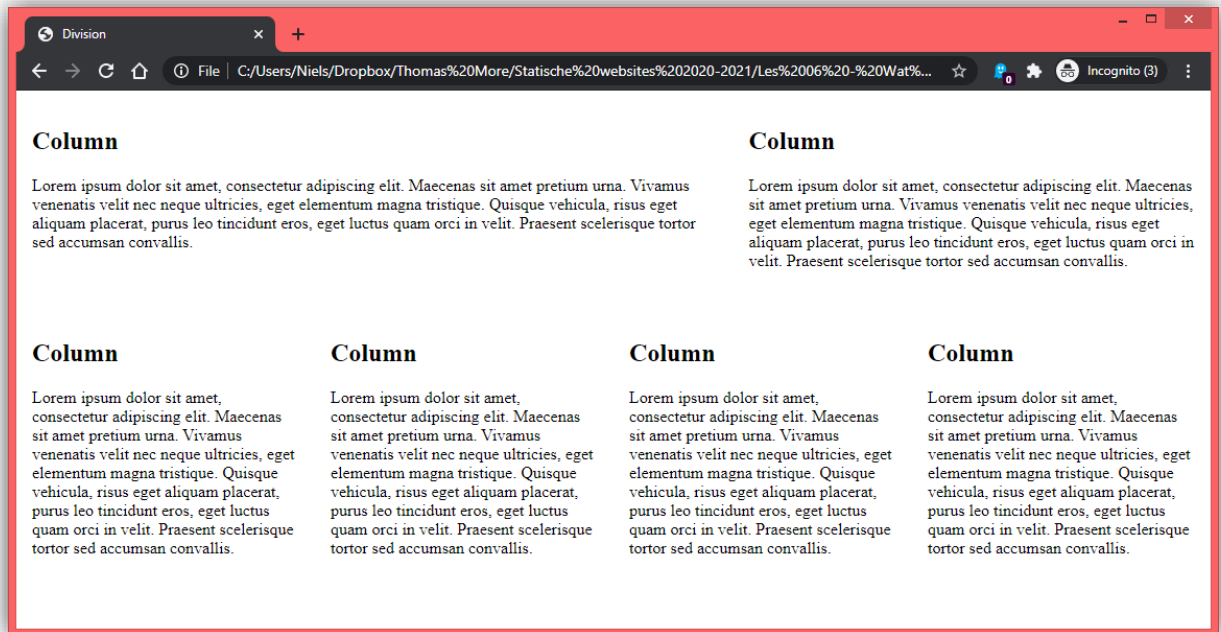 Division
File
C:/Users/Niels/Dropbox/Thomas%20More/Statische%20websites%202020-2021/Les%2006%20-%20Wat%...
0
Incognito (3)
Column
Lorem ipsum dolor sit amet, consectetur adipiscing elit. Maecenas sit amet pretium urna. Vivamus
venenatis velit nec neque ultricies, eget elementum magna tristique. Quisque vehicula, risus eget
aliquam placerat, purus leo tincidunt eros, eget luctus quam orci in velit. Praesent scelerisque tortor
sed accumsan convallis.
Column
Lorem ipsum dolor sit amet, consectetur adipiscing elit. Maecenas
sit amet pretium urna. Vivamus venenatis velit nec neque ultricies,
eget elementum magna tristique. Quisque vehicula, risus eget
aliquam placerat, purus leo tincidunt eros, eget luctus quam orci in
velit. Praesent scelerisque tortor sed accumsan convallis.
Column
Lorem ipsum dolor sit amet,
consectetur adipiscing elit. Maecenas
sit amet pretium urna. Vivamus
venenatis velit nec neque ultricies, eget
elementum magna tristique. Quisque
vehicula, risus eget aliquam placerat,
purus leo tincidunt eros, eget luctus
quam orci in velit. Praesent scelerisque
tortor sed accumsan convallis.
Column
Lorem ipsum dolor sit amet,
consectetur adipiscing elit. Maecenas
sit amet pretium urna. Vivamus
venenatis velit nec neque ultricies, eget
elementum magna tristique. Quisque
vehicula, risus eget aliquam placerat,
purus leo tincidunt eros, eget luctus
quam orci in velit. Praesent scelerisque
tortor sed accumsan convallis.
Column
Lorem ipsum dolor sit amet,
consectetur adipiscing elit. Maecenas
sit amet pretium urna. Vivamus
venenatis velit nec neque ultricies, eget
elementum magna tristique. Quisque
vehicula, risus eget aliquam placerat,
purus leo tincidunt eros, eget luctus
quam orci in velit. Praesent scelerisque
tortor sed accumsan convallis.
Column
Lorem ipsum dolor sit amet,
consectetur adipiscing elit. Maecenas
sit amet pretium urna. Vivamus
venenatis velit nec neque ultricies, eget
elementum magna tristique. Quisque
vehicula, risus eget aliquam placerat,
purus leo tincidunt eros, eget luctus
quam orci in velit. Praesent scelerisque
tortor sed accumsan convallis.